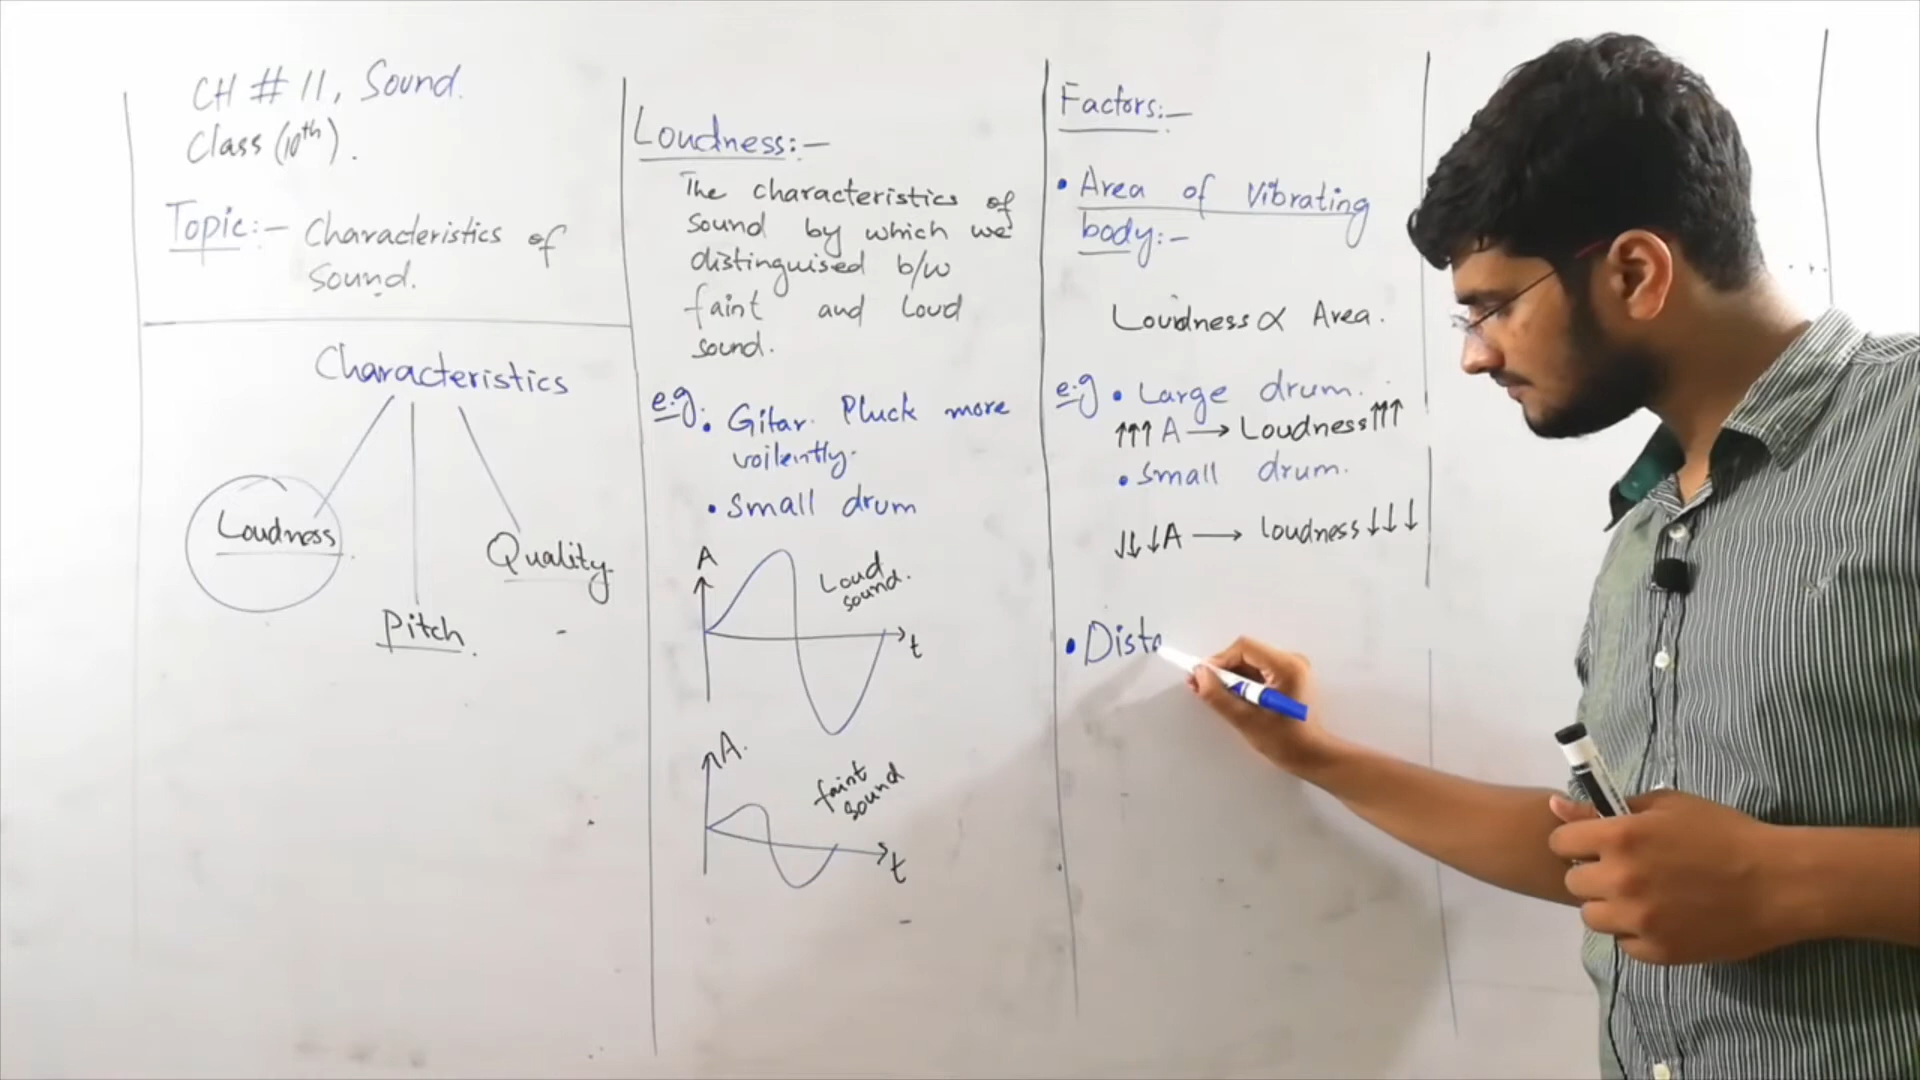 CH # 11, Sound.
Class (10th).
Topic:- Characteristics of
Sound.
Characteristics
Loudness
Pitch
Quality
Loudness:-
The characteristics of
sound by which we
distinguised b/w
faint and Loud
sound.
e.g. • Gitar. Pluck more
voilently.
• Small drum
A
Loud
sound.
t
A.
faint
sound
t
Factors:-
• Area of Vibrating
body:-
Loudness ∝ Area.
e.g • Large drum.
↑↑↑ A → Loudness ↑↑↑
• Small drum.
↓↓↓ A → loudness ↓↓↓
• Dista